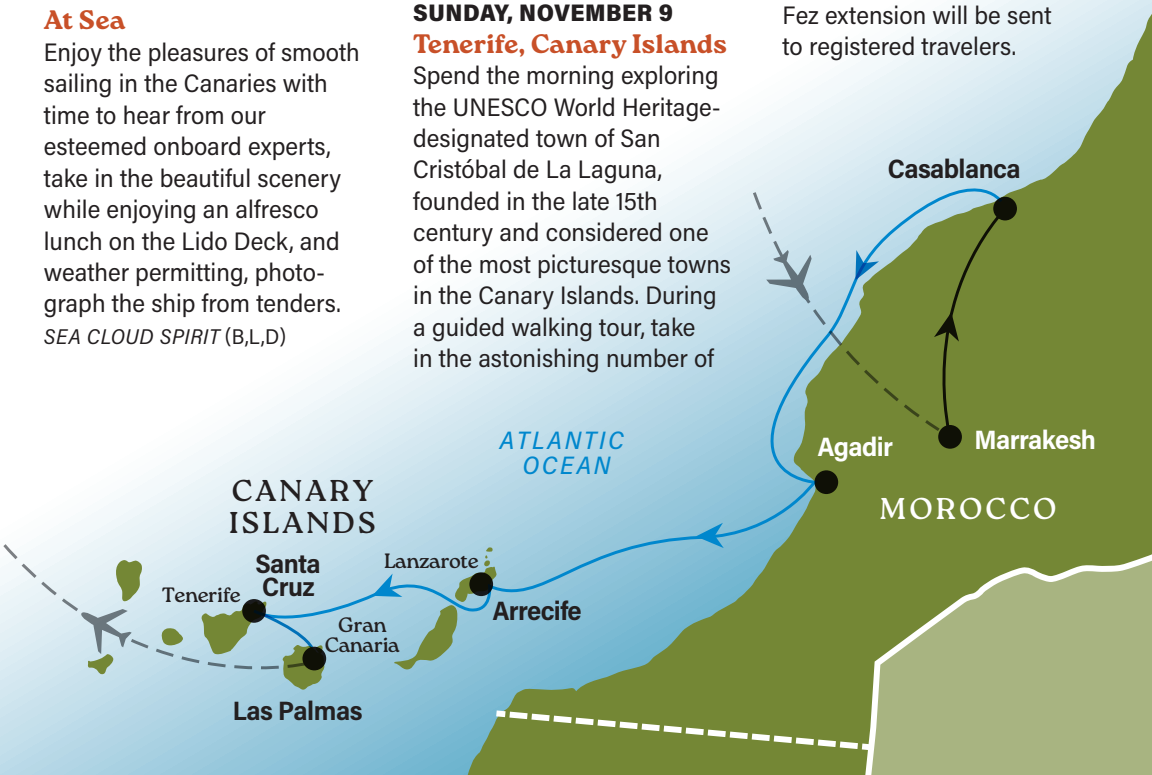 At Sea
Enjoy the pleasures of smooth
sailing in the Canaries with
time to hear from our
esteemed onboard experts,
take in the beautiful scenery
while enjoying an alfresco
lunch on the Lido Deck, and
weather permitting, photo-
graph the ship from tenders.
SEA CLOUD SPIRIT (B,L,D)
SUNDAY, NOVEMBER 9
Tenerife, Canary Islands
Spend the morning exploring
the UNESCO World Heritage-
designated town of San
Cristóbal de La Laguna,
founded in the late 15th
century and considered one
of the most picturesque towns
in the Canary Islands. During
a guided walking tour, take
in the astonishing number of
Fez extension will be sent
to registered travelers.
Casablanca
Marrakesh
Agadir
MOROCCO
ATLANTIC
OCEAN
CANARY
ISLANDS
Santa
Cruz
Tenerife
Lanzarote
Arrecife
Gran
Canaria
Las Palmas